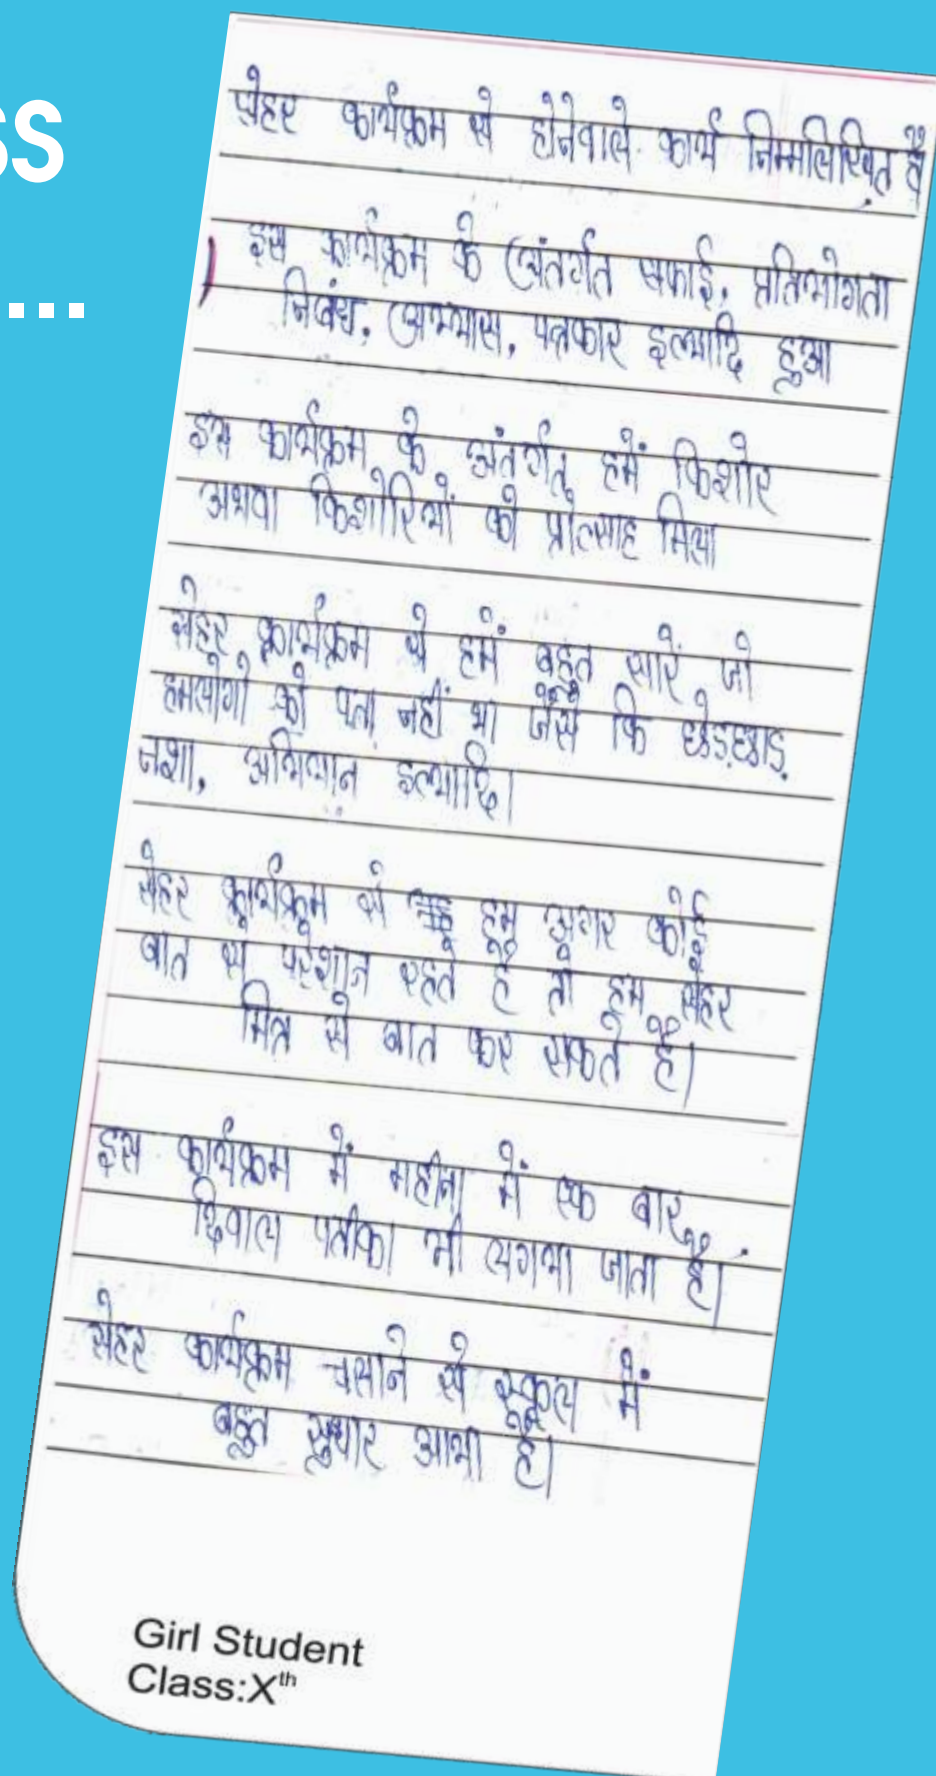 ss
...
सेहर कार्यक्रम से होनेवाले कार्य निम्नलिखित है
इस कार्यक्रम के अंतर्गत सफाई, प्रतियोगता
निबंध, अभ्यास, पत्रकार इत्यादि हुआ
इस कार्यक्रम के अंतर्गत हमें किशोर
अथवा किशोरियों को प्रोत्साह मिला
सेहर कार्यक्रम से हमें बहुत सारें जो
हमलोगो को पता नहीं था जैसे कि छेड़छाड़
नशा, अभियान इत्यादि।
सेहर कार्यक्रम से हम अगर कोई
बात से परेशान रहते है तो हम सेहर
मित्र से बात कर सकते है।
इस कार्यक्रम में महीना में एक बार
दिवाल पतीका भी लगया जाता है।
सेहर कार्यक्रम चलाने से स्कूल में
बहुत सुधार आया है।
Girl Student
Class:Xth